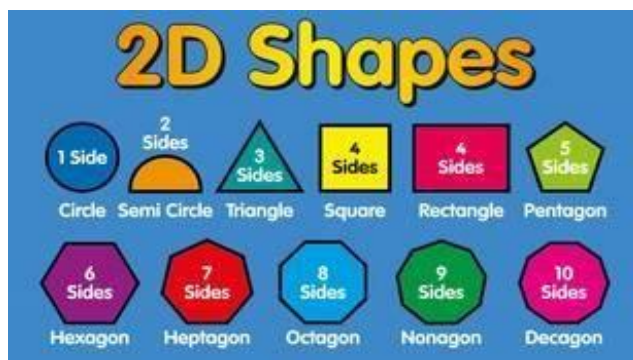 2D Shapes
1 Side
2
Sides
3
Sides
4
Sides
4
Sides
5
Sides
Circle Semi Circle Triangle Square Rectangle Pentagon
6
Sides
7
Sides
8
Sides
9
Sides
10
Sides
Hexagon Heptagon Octagon Nonagon Decagon